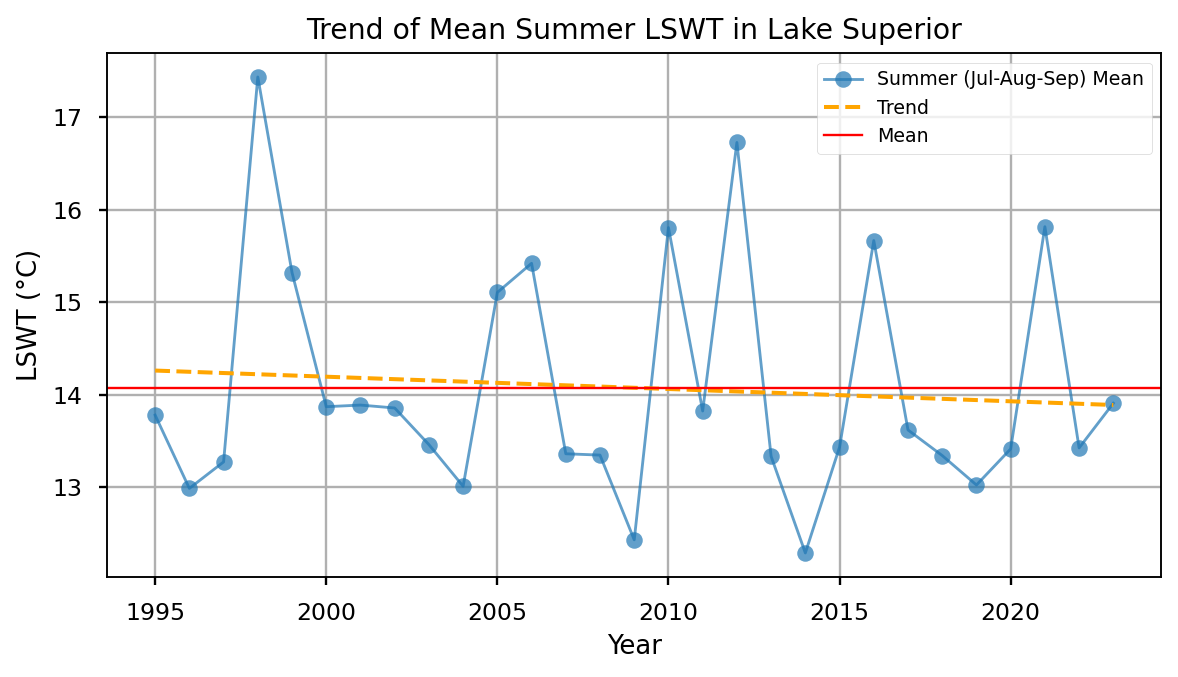 Trend of Mean Summer LSWT in Lake Superior
Summer (Jul-Aug-Sep) Mean
Trend
Mean
LSWT (°C)
17
16
15
14
13
1995 2000 2005 2010 2015 2020
Year